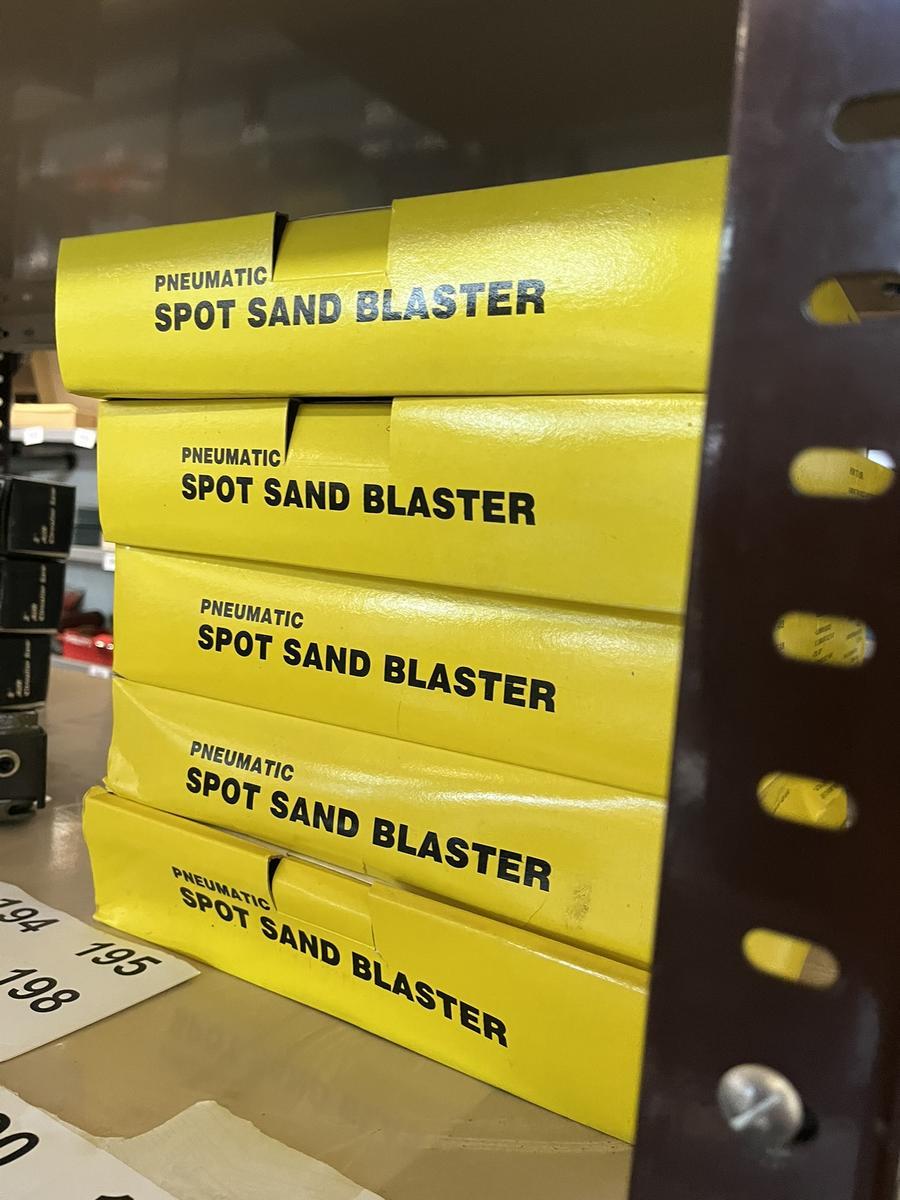 PNEUMATIC
SPOT SAND BLASTER
PNEUMATIC
SPOT SAND BLASTER
PNEUMATIC
SPOT SAND BLASTER
PNEUMATIC
SPOT SAND BLASTER
PNEUMATIC
SPOT SAND BLASTER
194 195
198